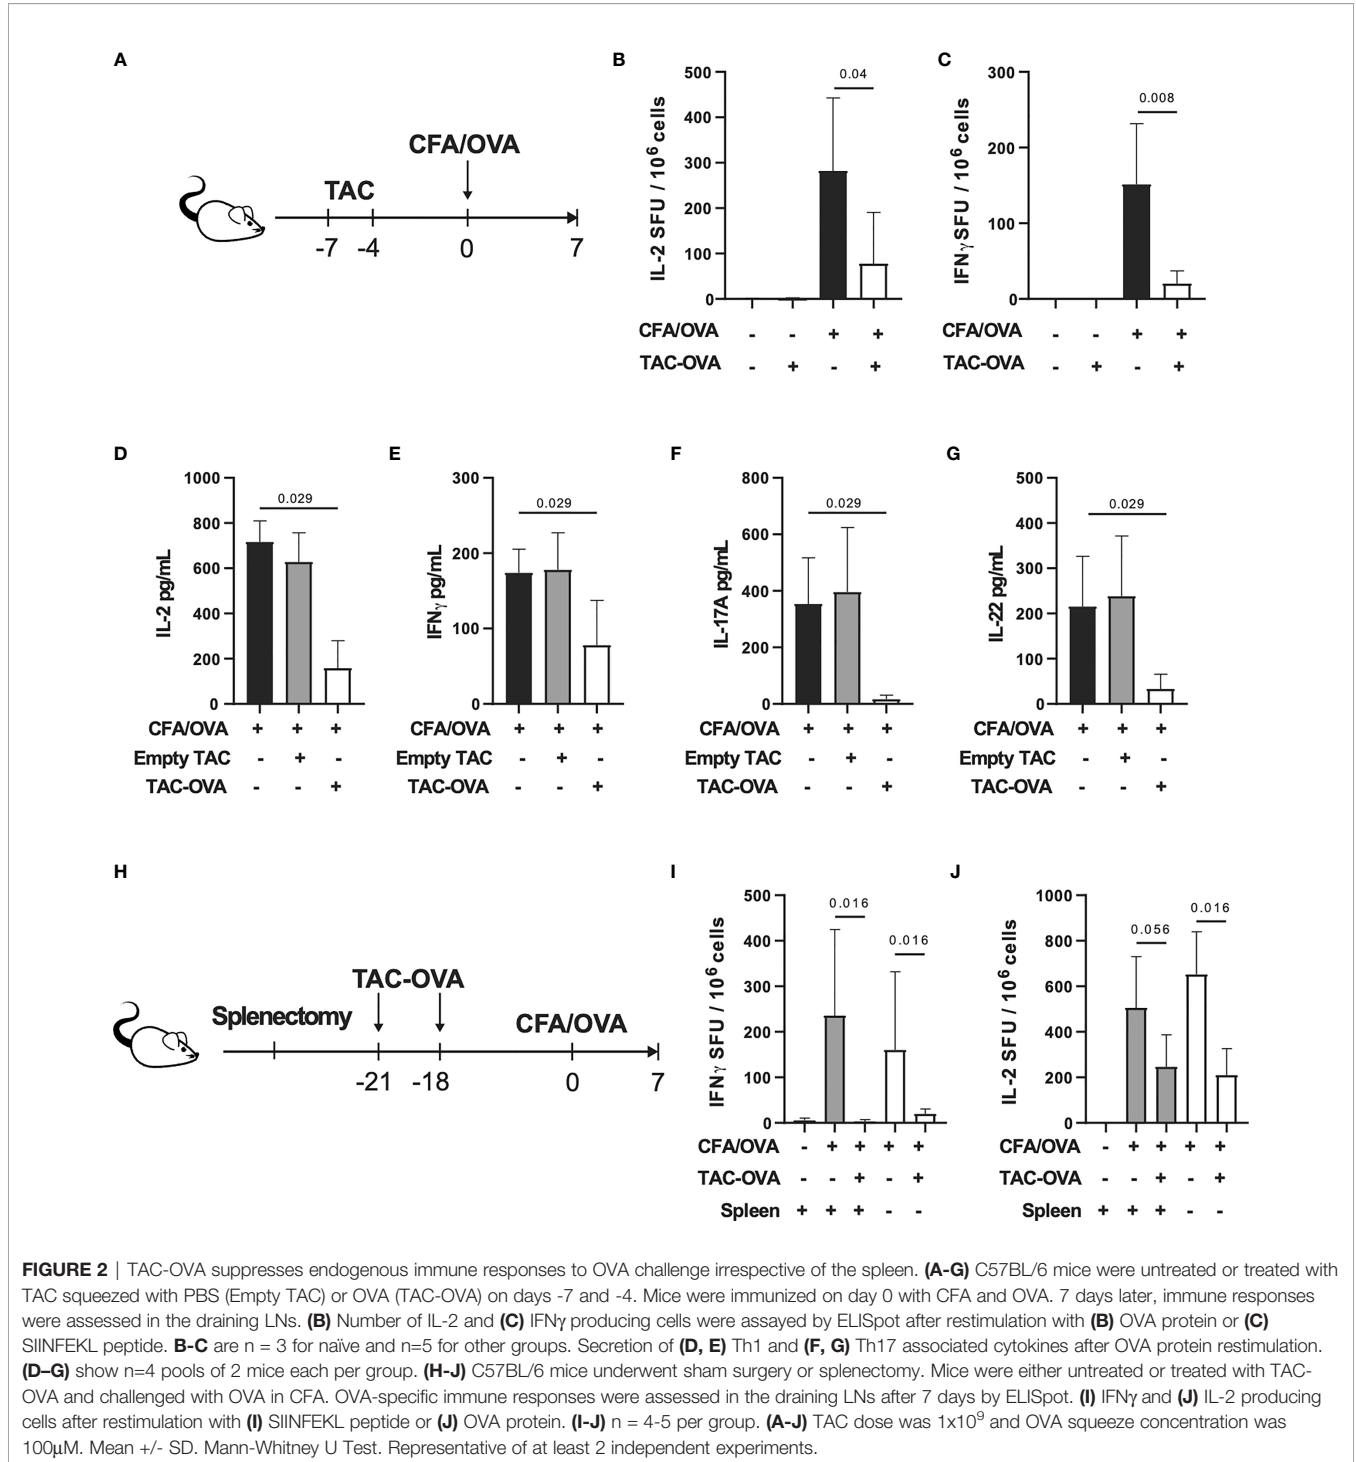 A
TAC
CFA/OVA
-7 -4 0 7
B
IL-2 SFU / 10⁶ cells
500
400
300
200
100
0
0.04
CFA/OVA - - + +
TAC-OVA - + - +
C
IFNγ SFU / 10⁶ cells
300
200
100
0
0.008
CFA/OVA - - + +
TAC-OVA - + - +
D
IL-2 pg/mL
1000
800
600
400
200
0
0.029
CFA/OVA + + +
Empty TAC - + -
TAC-OVA - - +
E
IFNγ pg/mL
300
200
100
0
0.029
CFA/OVA + + +
Empty TAC - + -
TAC-OVA - - +
F
IL-17A pg/mL
800
600
400
200
0
0.029
CFA/OVA + + +
Empty TAC - + -
TAC-OVA - - +
G
IL-22 pg/mL
500
400
300
200
100
0
0.029
CFA/OVA + + +
Empty TAC - + -
TAC-OVA - - +
H
Splenectomy
TAC-OVA
CFA/OVA
-21 -18 0 7
I
IFNγ SFU / 10⁶ cells
500
400
300
200
100
0
0.016
0.016
CFA/OVA - + + + +
TAC-OVA - - + - +
Spleen + + + - -
J
IL-2 SFU / 10⁶ cells
1000
800
600
400
200
0
0.056
0.016
CFA/OVA - + + + +
TAC-OVA - - + - +
Spleen + + + - -
FIGURE 2 | TAC-OVA suppresses endogenous immune responses to OVA challenge irrespective of the spleen. (A-G) C57BL/6 mice were untreated or treated with
TAC squeezed with PBS (Empty TAC) or OVA (TAC-OVA) on days -7 and -4. Mice were immunized on day 0 with CFA and OVA. 7 days later, immune responses
were assessed in the draining LNs. (B) Number of IL-2 and (C) IFNγ producing cells were assayed by ELISpot after restimulation with (B) OVA protein or (C)
SIINFEKL peptide. B-C are n = 3 for naïve and n=5 for other groups. Secretion of (D, E) Th1 and (F, G) Th17 associated cytokines after OVA protein restimulation.
(D–G) show n=4 pools of 2 mice each per group. (H-J) C57BL/6 mice underwent sham surgery or splenectomy. Mice were either untreated or treated with TAC-
OVA and challenged with OVA in CFA. OVA-specific immune responses were assessed in the draining LNs after 7 days by ELISpot. (I) IFNγ and (J) IL-2 producing
cells after restimulation with (I) SIINFEKL peptide or (J) OVA protein. (I-J) n = 4-5 per group. (A-J) TAC dose was 1x10⁹ and OVA squeeze concentration was
100μM. Mean +/- SD. Mann-Whitney U Test. Representative of at least 2 independent experiments.